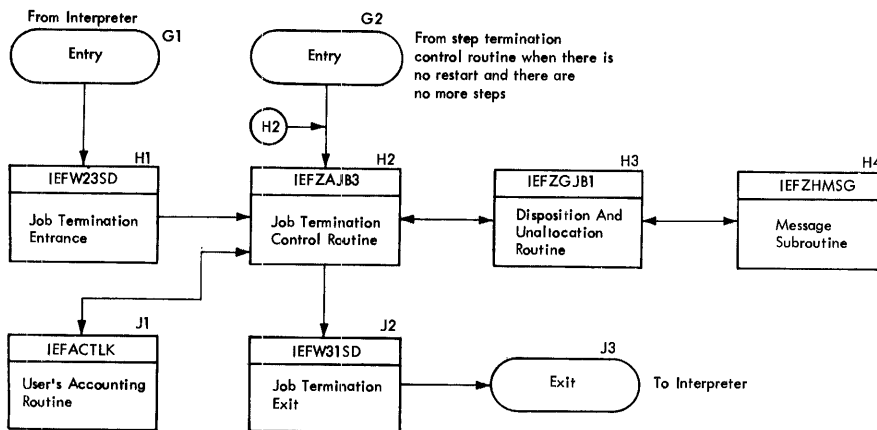 From Interpreter
G1
Entry
G2
Entry
From step termination
control routine when there is
no restart and there are
no more steps
H2
H1
IEFW23SD
Job Termination
Entrance
H2
IEFZAJB3
Job Termination
Control Routine
H3
IEFZGJB1
Disposition And
Unallocation
Routine
H4
IEFZHMSG
Message
Subroutine
J1
IEFACTLK
User's Accounting
Routine
J2
IEFW31SD
Job Termination
Exit
J3
Exit
To Interpreter